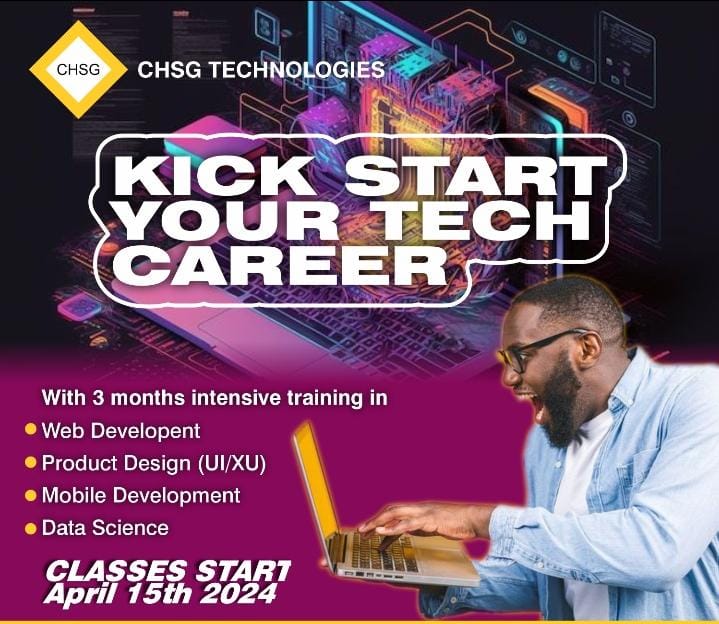 CHSG
CHSG TECHNOLOGIES
KICK START
YOUR TECH
CAREER
With 3 months intensive training in
Web Developent
Product Design (UI/XU)
Mobile Development
Data Science
CLASSES START
April 15th 2024